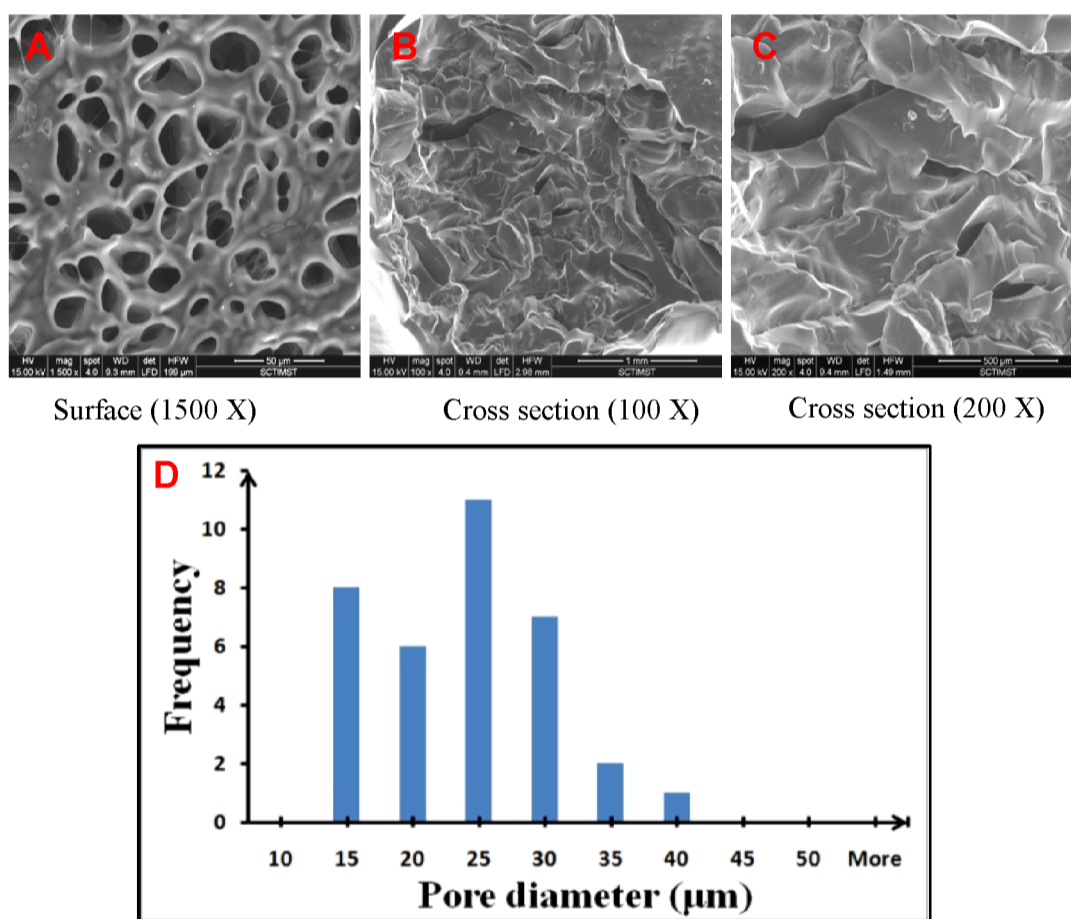 A
B
C
HV mag spot WD det HFW 50 µm
15.00 kV 1 500 x 4.0 9.3 mm LFD 199 µm SCTIMST
HV mag spot WD det HFW 1 mm
15.00 kV 100 x 4.0 9.4 mm LFD 2.98 mm SCTIMST
HV mag spot WD det HFW 500 µm
15.00 kV 200 x 4.0 9.4 mm LFD 1.49 mm SCTIMST
Surface (1500 X)
Cross section (100 X)
Cross section (200 X)
D
Frequency
12
10
8
6
4
2
0
10 15 20 25 30 35 40 45 50 More
Pore diameter (µm)